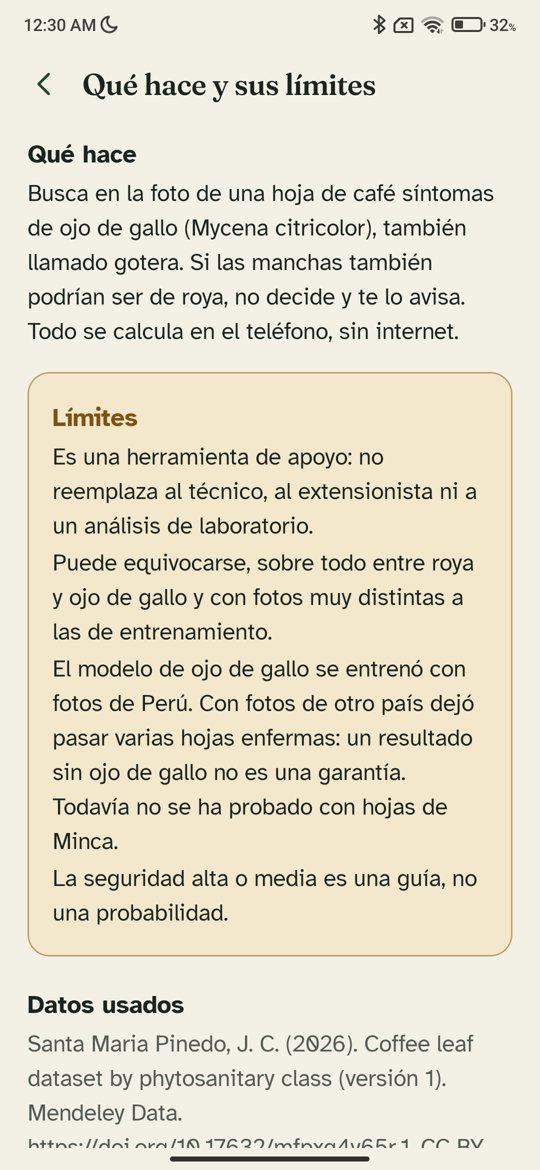 12:30 AM
32%
Qué hace y sus límites
Qué hace
Busca en la foto de una hoja de café síntomas
de ojo de gallo (Mycena citricolor), también
llamado gotera. Si las manchas también
podrían ser de roya, no decide y te lo avisa.
Todo se calcula en el teléfono, sin internet.
Límites
Es una herramienta de apoyo: no
reemplaza al técnico, al extensionista ni a
un análisis de laboratorio.
Puede equivocarse, sobre todo entre roya
y ojo de gallo y con fotos muy distintas a
las de entrenamiento.
El modelo de ojo de gallo se entrenó con
fotos de Perú. Con fotos de otro país dejó
pasar varias hojas enfermas: un resultado
sin ojo de gallo no es una garantía.
Todavía no se ha probado con hojas de
Minca.
La seguridad alta o media es una guía, no
una probabilidad.
Datos usados
Santa Maria Pinedo, J. C. (2026). Coffee leaf
dataset by phytosanitary class (versión 1).
Mendeley Data.
CC BY